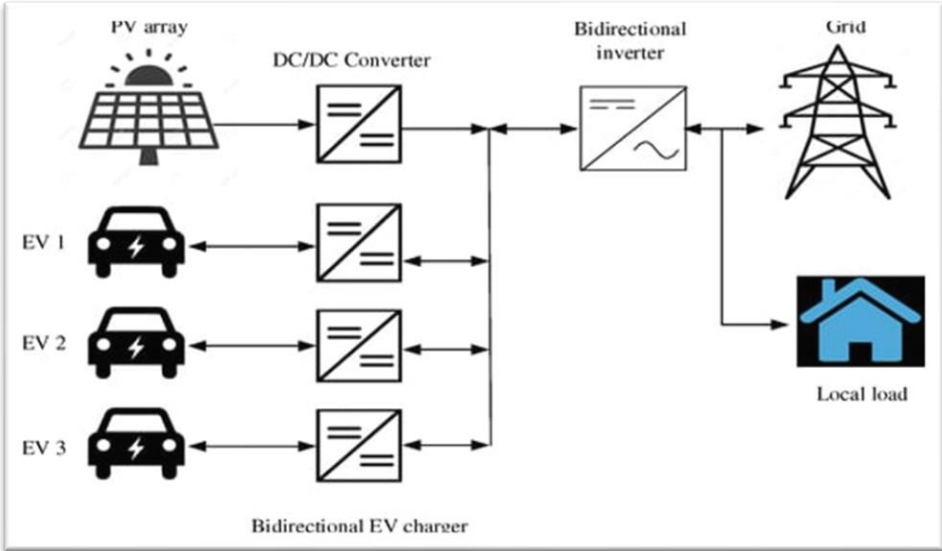 PV array
DC/DC Converter
Bidirectional
inverter
Grid
EV 1
EV 2
EV 3
Local load
Bidirectional EV charger